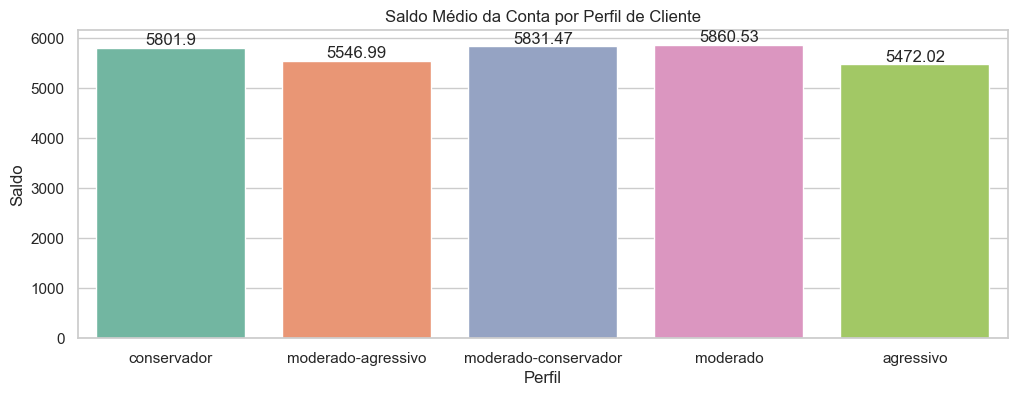 Saldo Médio da Conta por Perfil de Cliente
Saldo
6000
5000
4000
3000
2000
1000
0
5801.9
5546.99
5831.47
5860.53
5472.02
conservador
moderado-agressivo
moderado-conservador
moderado
agressivo
Perfil